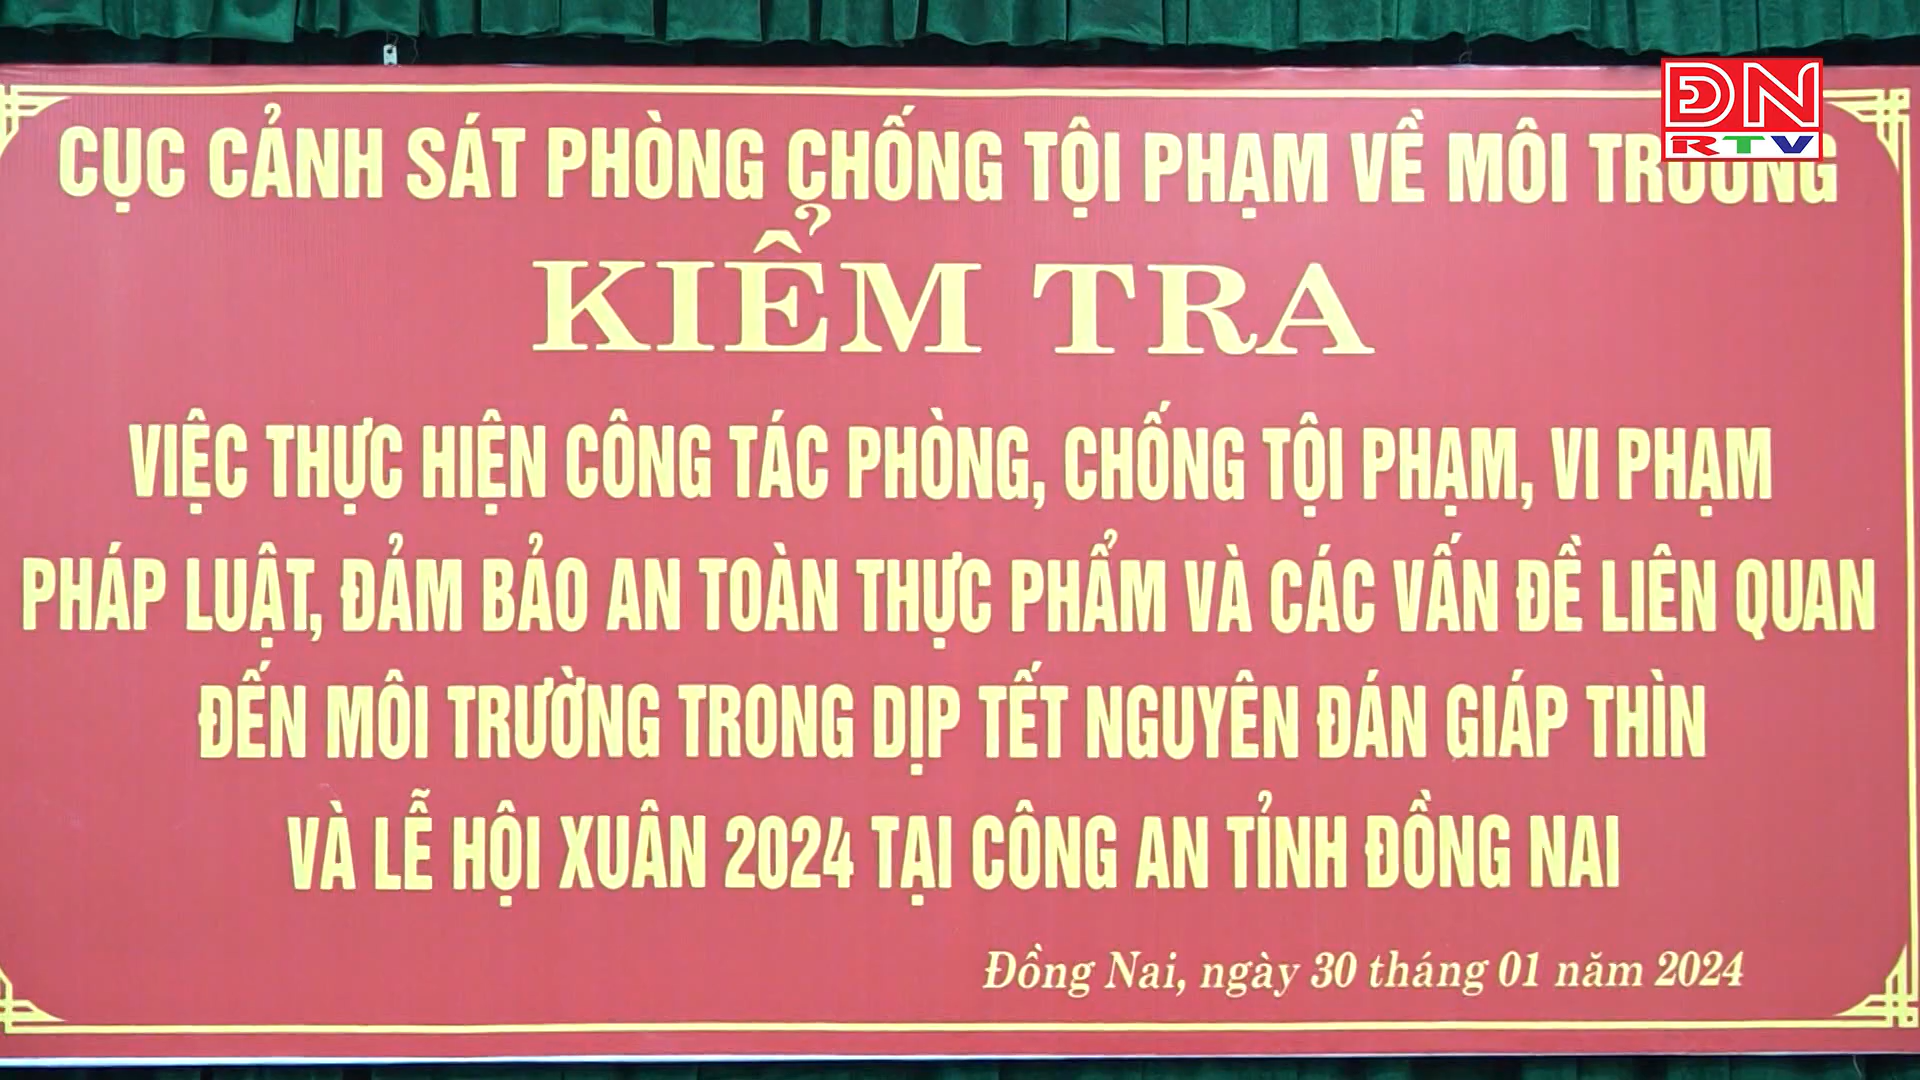 ĐN
RTV
CỤC CẢNH SÁT PHÒNG CHỐNG TỘI PHẠM VỀ MÔI TRƯỜNG
KIỂM TRA
VIỆC THỰC HIỆN CÔNG TÁC PHÒNG, CHỐNG TỘI PHẠM, VI PHẠM
PHÁP LUẬT, ĐẢM BẢO AN TOÀN THỰC PHẨM VÀ CÁC VẤN ĐỀ LIÊN QUAN
ĐẾN MÔI TRƯỜNG TRONG DỊP TẾT NGUYÊN ĐÁN GIÁP THÌN
VÀ LỄ HỘI XUÂN 2024 TẠI CÔNG AN TỈNH ĐỒNG NAI
Đồng Nai, ngày 30 tháng 01 năm 2024